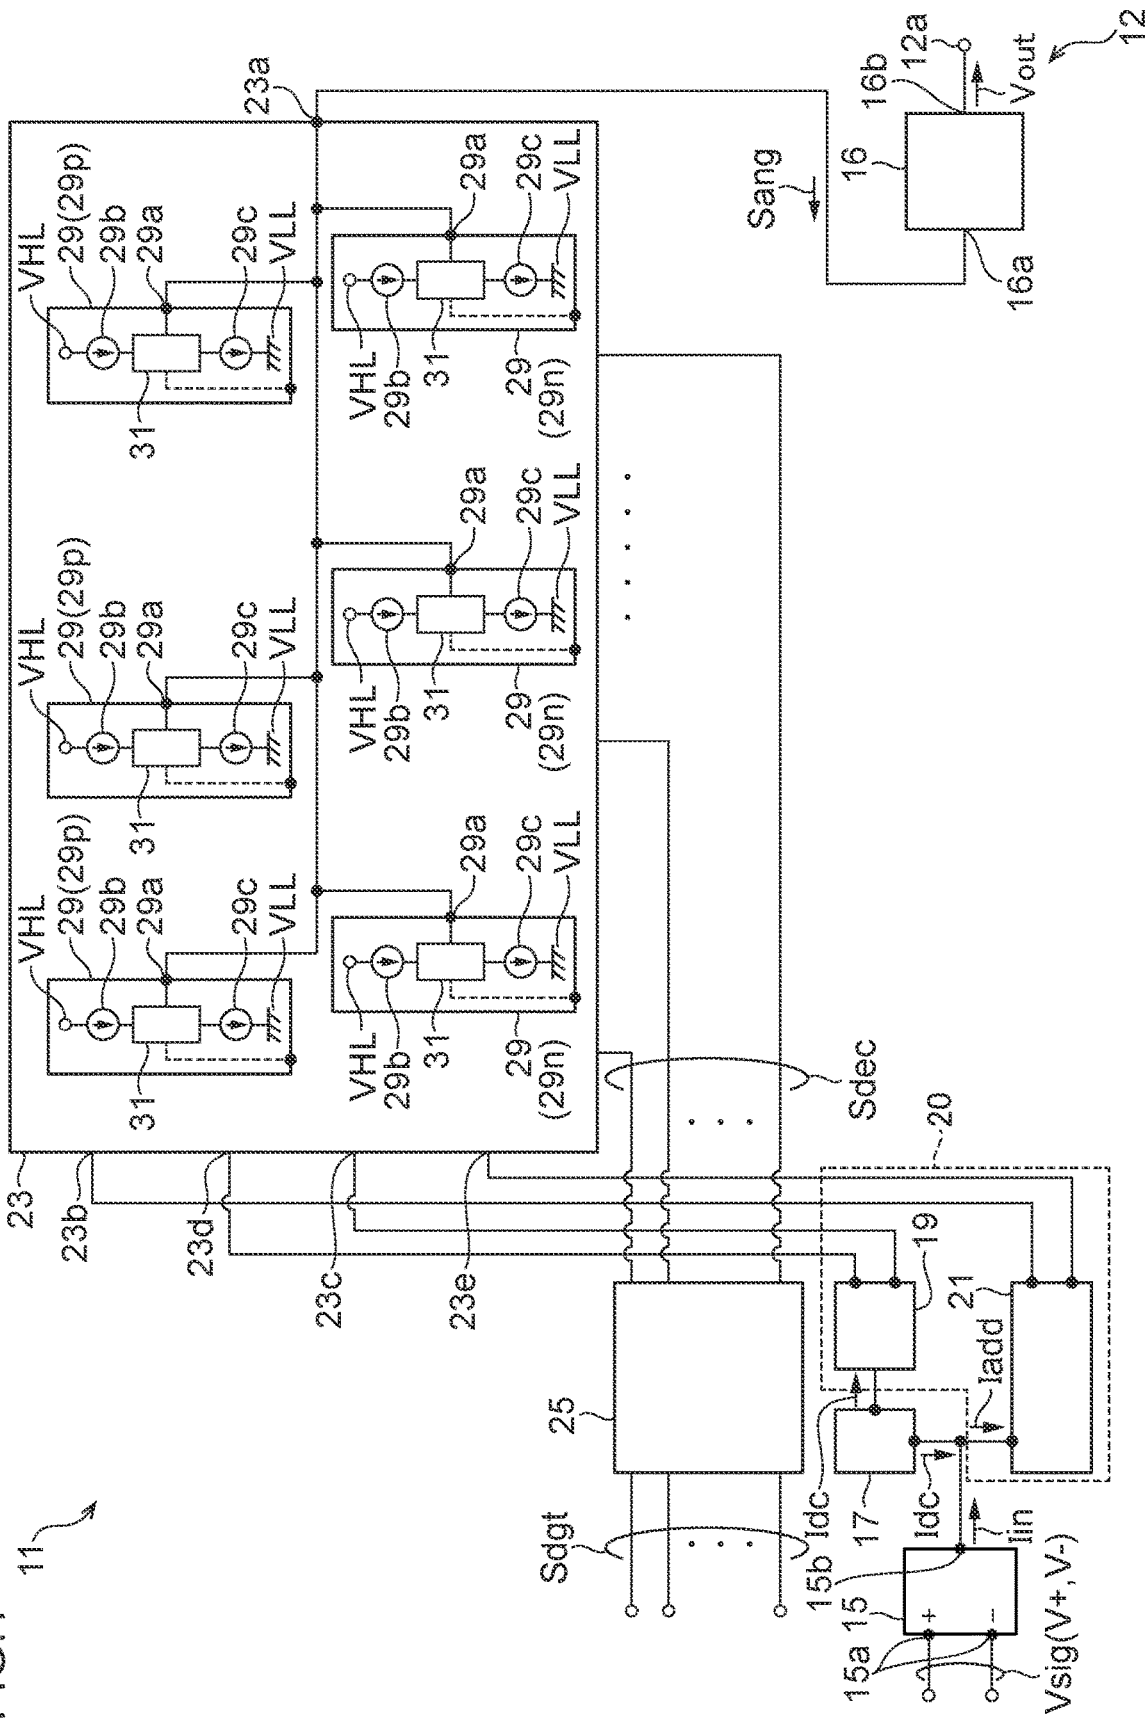 11
23
VHL
VHL
VHL
23b
29(29p)
29(29p)
29(29p)
29b
29b
29b
31
29a
31
29a
31
29a
23d
29c
29c
29c
23a
VLL
VLL
VLL
23c
VHL
VHL
VHL
29b
29b
29b
31
31
31
23e
29a
29a
29a
29
(29n)
29c
29
(29n)
29c
29
(29n)
29c
VLL
VLL
VLL
Sdgt
25
Sang
15b
Idc
15a
15
17
Sdec
16
16b
12a
Idc
19
20
Iadd
21
Iin
16a
Vout
+
-
Vsig(V+,V-)
12